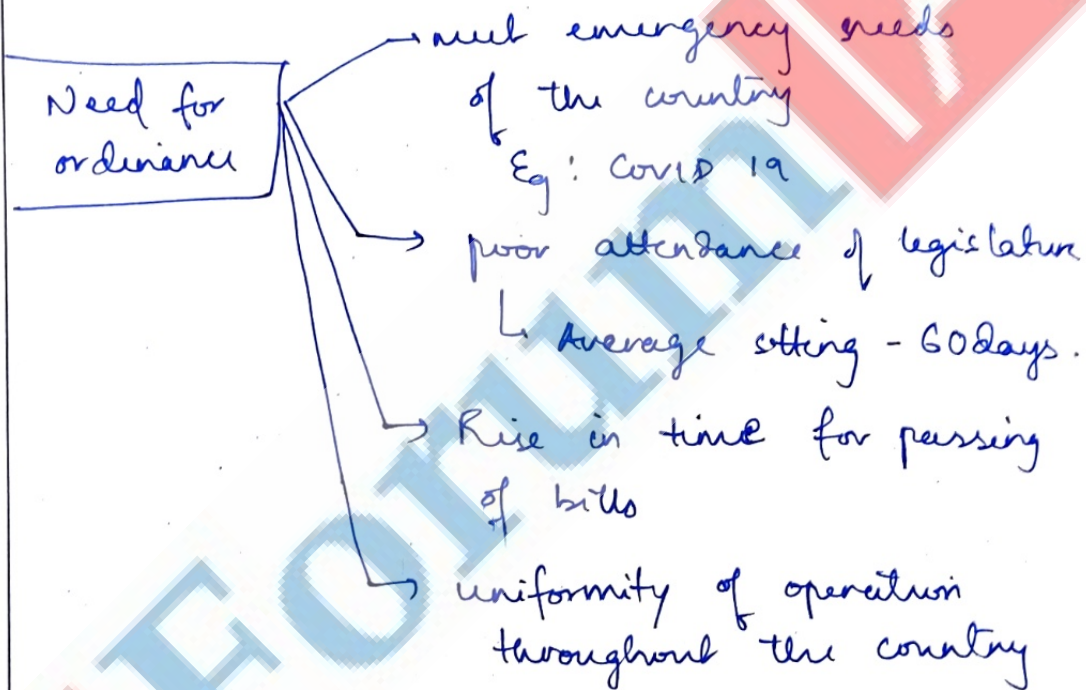 Need for
ordinance
meet emergency needs
of the country
Eg: COVID 19
poor attendance of legislature
Average sitting - 60days.
Rise in time for passing
of bills
uniformity of operation
throughout the country
Forum